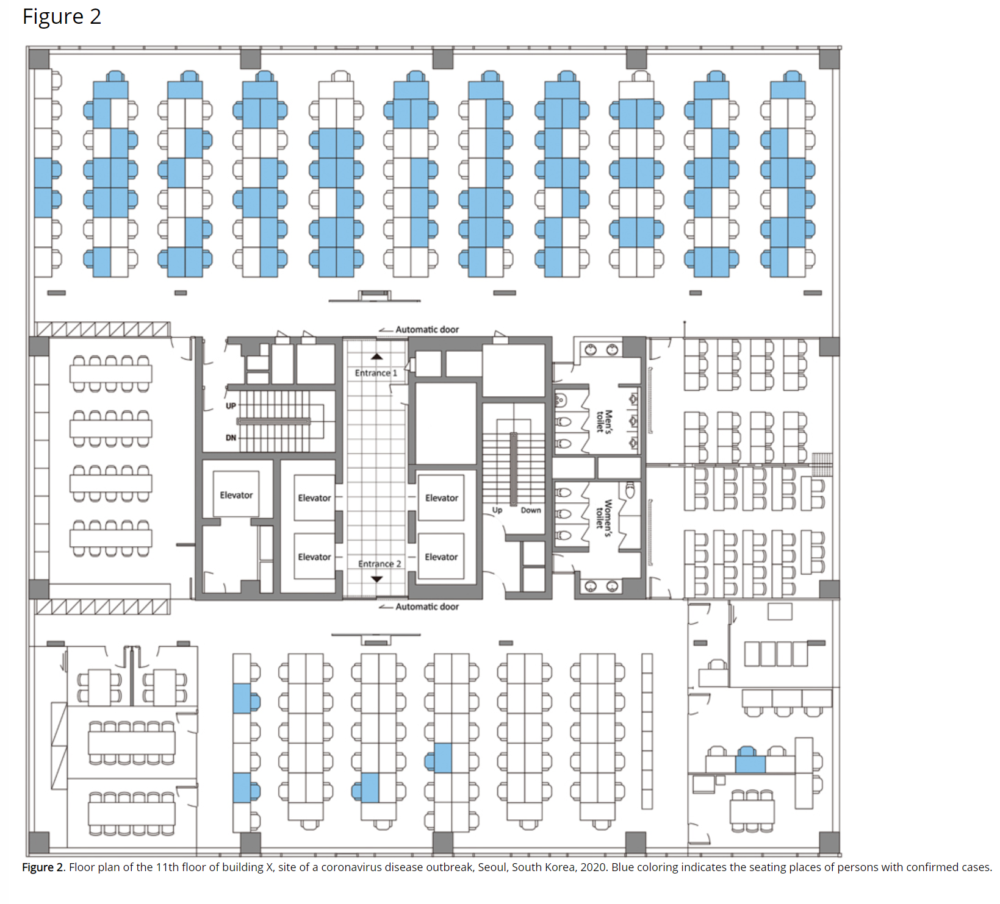 Figure 2
Automatic door
Entrance 1
UP
DN
Men's
toilet
Elevator
Elevator
Elevator
Up
Down
Women's
toilet
Elevator
Elevator
Entrance 2
Automatic door
Figure 2. Floor plan of the 11th floor of building X, site of a coronavirus disease outbreak, Seoul, South Korea, 2020. Blue coloring indicates the seating places of persons with confirmed cases.